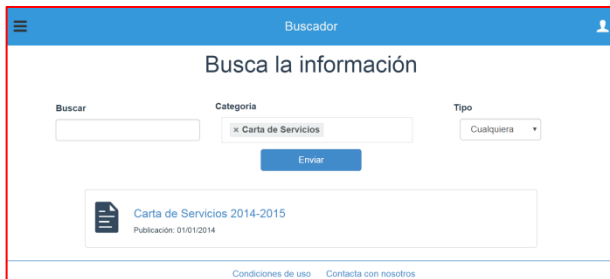 Buscador
Busca la información
Buscar
Categoria
Tipo
× Carta de Servicios
Cualquiera
Enviar
Carta de Servicios 2014-2015
Publicación: 01/01/2014
Condiciones de uso Contacta con nosotros